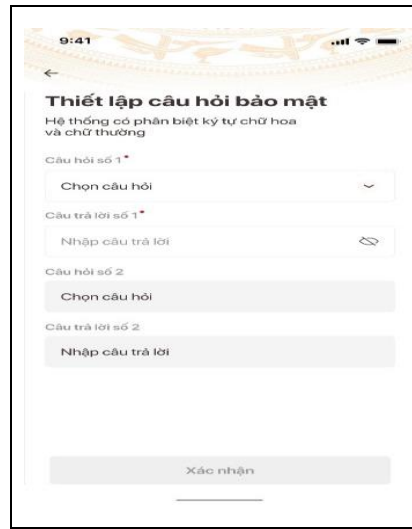 9:41
Thiết lập câu hỏi bảo mật
Hệ thống có phân biệt ký tự chữ hoa
và chữ thường
Câu hỏi số 1*
Chọn câu hỏi
Câu trả lời số 1*
Nhập câu trả lời
Câu hỏi số 2
Chọn câu hỏi
Câu trả lời số 2
Nhập câu trả lời
Xác nhận